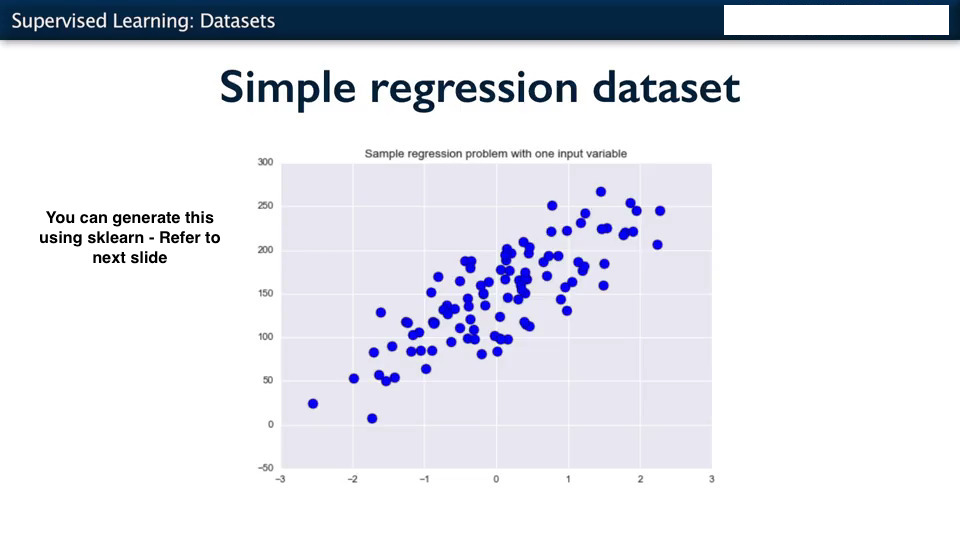 Supervised Learning: Datasets
Simple regression dataset
You can generate this
using sklearn - Refer to
next slide
Sample regression problem with one input variable
300
250
200
150
100
50
0
−50
−3
−2
−1
0
1
2
3